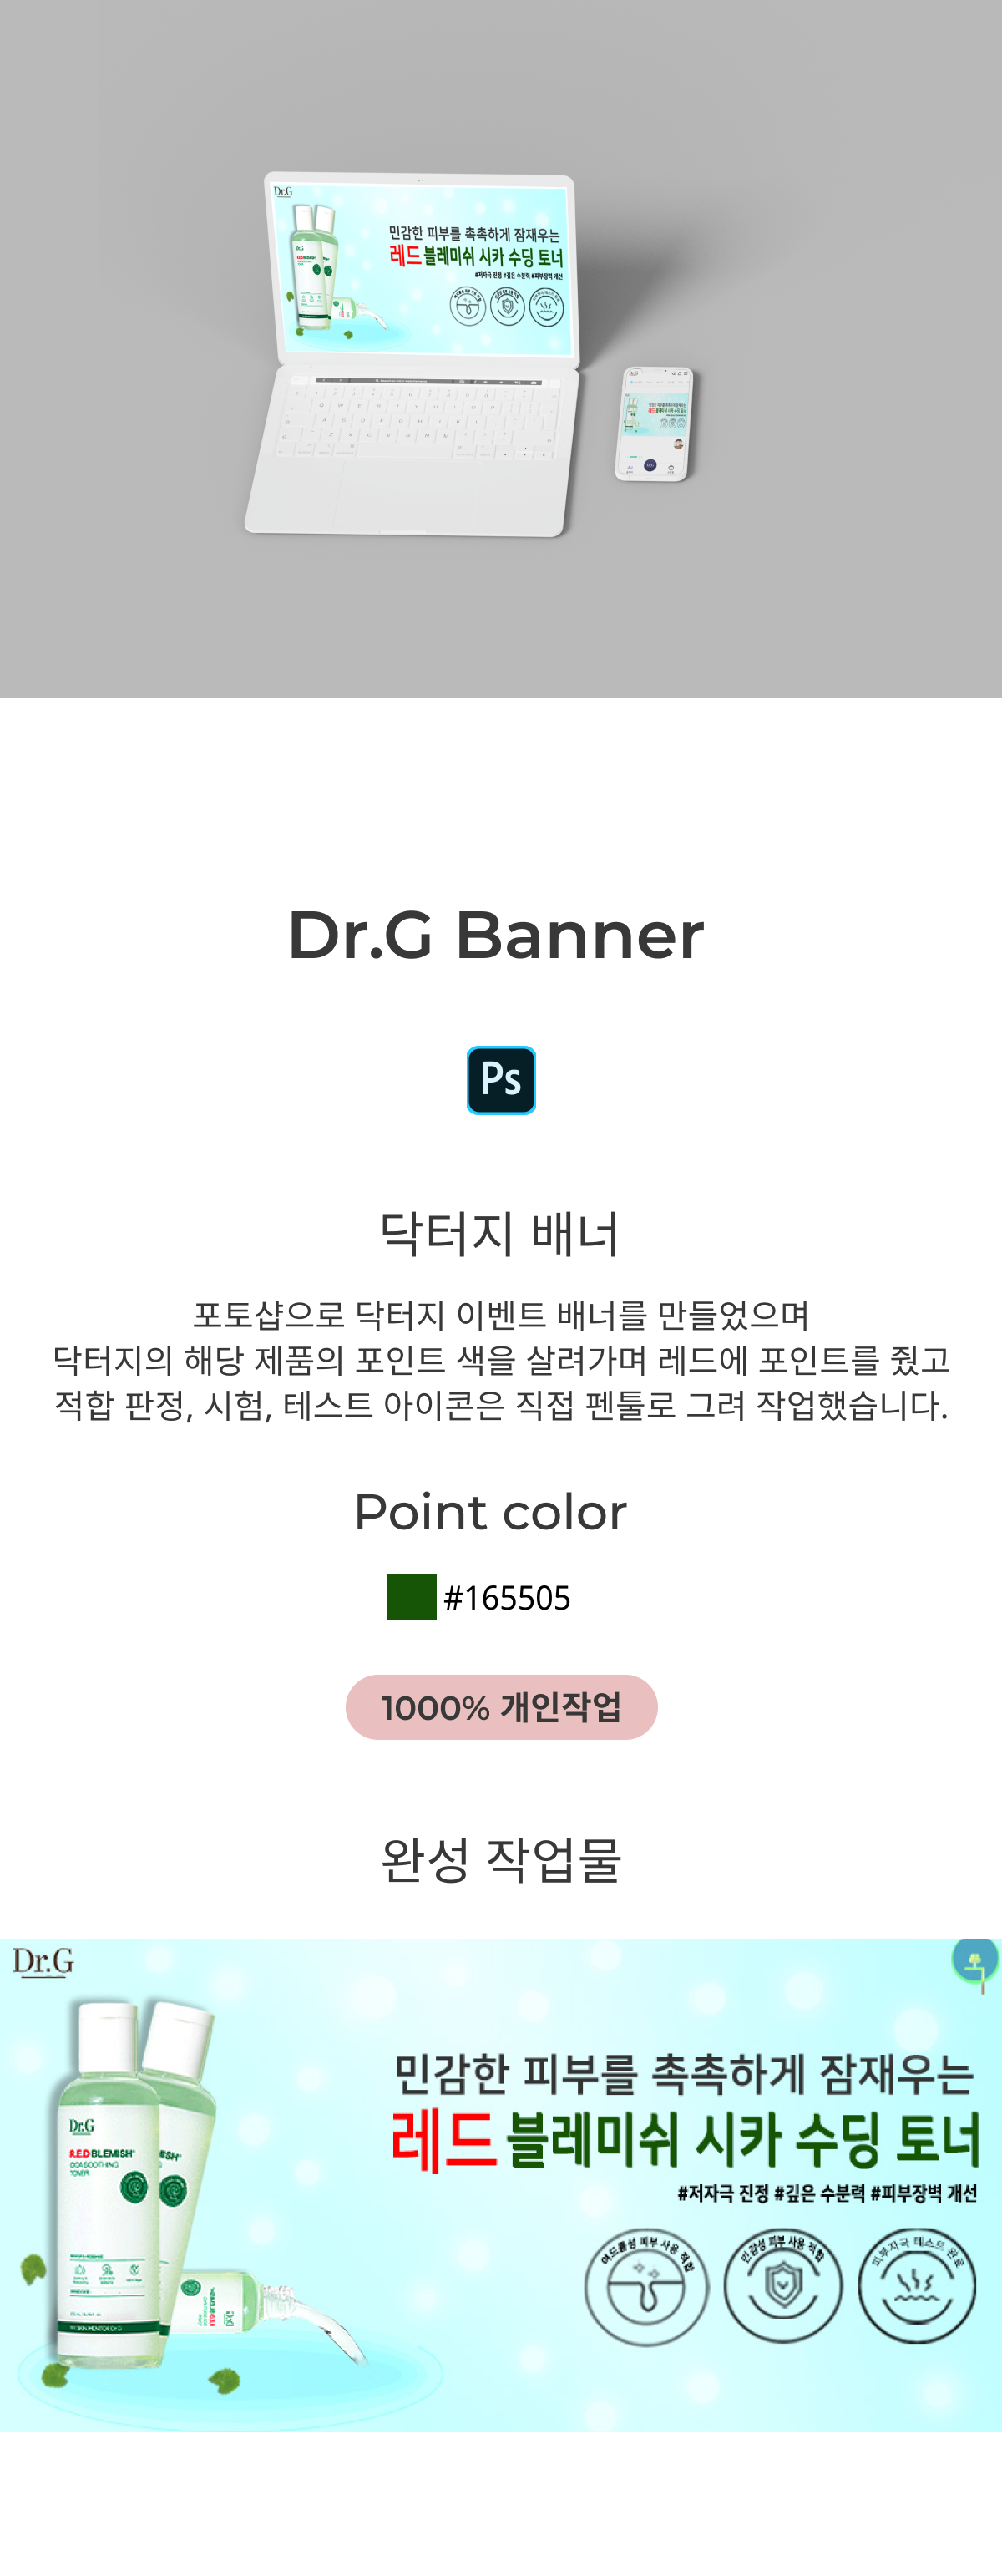 Dr.G
민감한 피부를 촉촉하게 잠재우는
레드 블레미쉬 시카 수딩 토너
#저자극 진정 #깊은 수분력 #피부장벽 개선
Dr.G Banner
Ps
닥터지 배너
포토샵으로 닥터지 이벤트 배너를 만들었으며
닥터지의 해당 제품의 포인트 색을 살려가며 레드에 포인트를 줬고
적합 판정, 시험, 테스트 아이콘은 직접 펜툴로 그려 작업했습니다.
Point color
#165505
1000% 개인작업
완성 작업물
Dr.G
민감한 피부를 촉촉하게 잠재우는
레드 블레미쉬 시카 수딩 토너
#저자극 진정 #깊은 수분력 #피부장벽 개선
여드름성 피부 사용 적합
민감성 피부 사용 적합
피부자극 테스트 완료
Dr.G
R.E.D BLEMISH
CICA SOOTHING
TONER